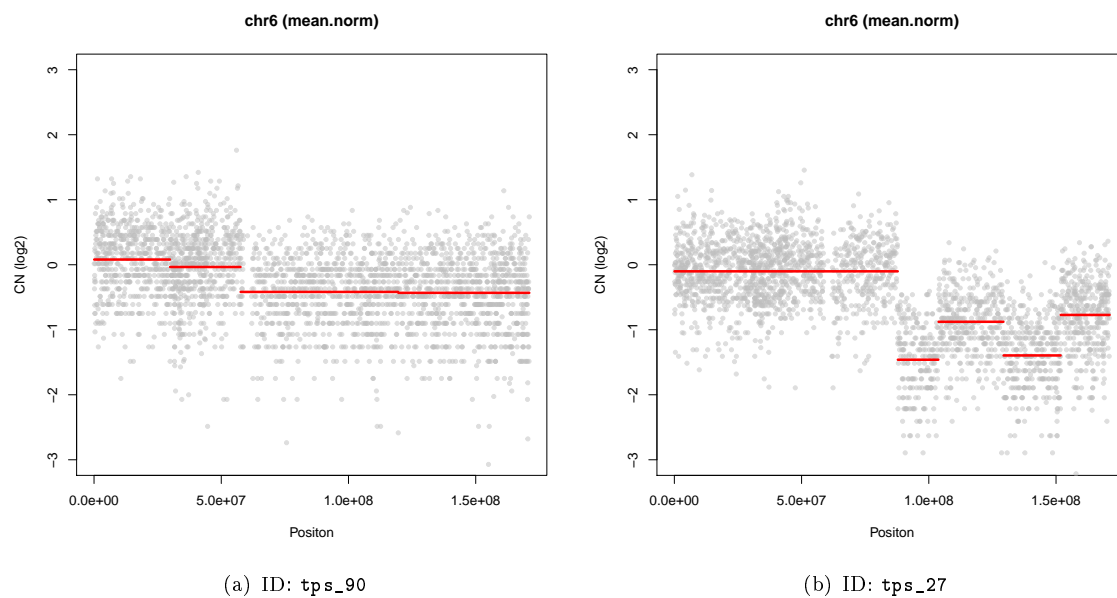 chr6 (mean.norm)
3
2
1
0
−1
−2
−3
CN (log2)
0.0e+00 5.0e+07 1.0e+08 1.5e+08
Positon
(a) ID: tps_90
chr6 (mean.norm)
3
2
1
0
−1
−2
−3
CN (log2)
0.0e+00 5.0e+07 1.0e+08 1.5e+08
Positon
(b) ID: tps_27